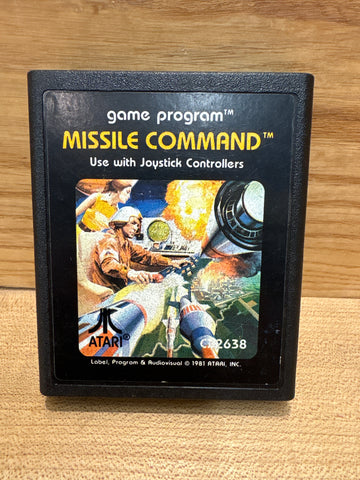 game program™
MISSILE COMMAND™
Use with Joystick Controllers
ATARI®
CX2638
Label, Program & Audiovisual © 1981 ATARI, INC.